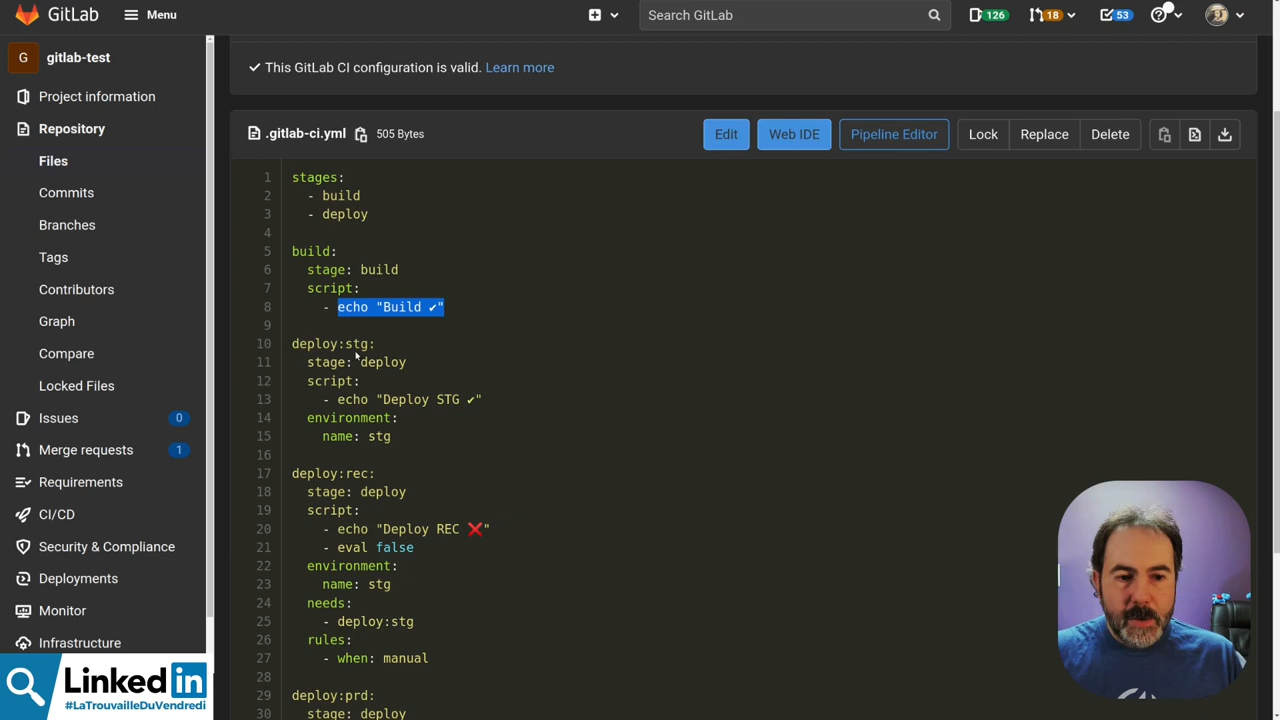 GitLab
Menu
Search GitLab
126
18
53
G gitlab-test
Project information
Repository
Files
Commits
Branches
Tags
Contributors
Graph
Compare
Locked Files
Issues 0
Merge requests 1
Requirements
CI/CD
Security & Compliance
Deployments
Monitor
Infrastructure
✓ This GitLab CI configuration is valid. Learn more
.gitlab-ci.yml 505 Bytes
Edit Web IDE Pipeline Editor Lock Replace Delete
1 stages:
2   - build
3   - deploy
4
5 build:
6   stage: build
7   script:
8     - echo "Build ✔"
9
10 deploy:stg:
11   stage: deploy
12   script:
13     - echo "Deploy STG ✔"
14   environment:
15     name: stg
16
17 deploy:rec:
18   stage: deploy
19   script:
20     - echo "Deploy REC ❌"
21     - eval false
22   environment:
23     name: stg
24   needs:
25     - deploy:stg
26   rules:
27     - when: manual
28
29 deploy:prd:
30   stage: deploy
Linked in
#LaTrouvailleDuVendredi